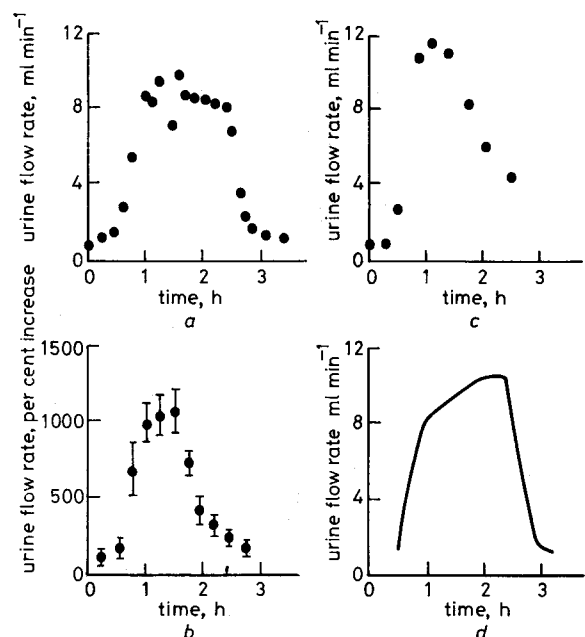 urine flow rate, ml min⁻¹
12
8
4
0
0 1 2 3
time, h
a
urine flow rate, ml min⁻¹
12
8
4
0
0 1 2 3
time, h
c
urine flow rate, per cent increase
1500
1000
500
0
0 1 2 3
time, h
b
urine flow rate ml min⁻¹
12
8
4
0
0 1 2 3
time, h
d